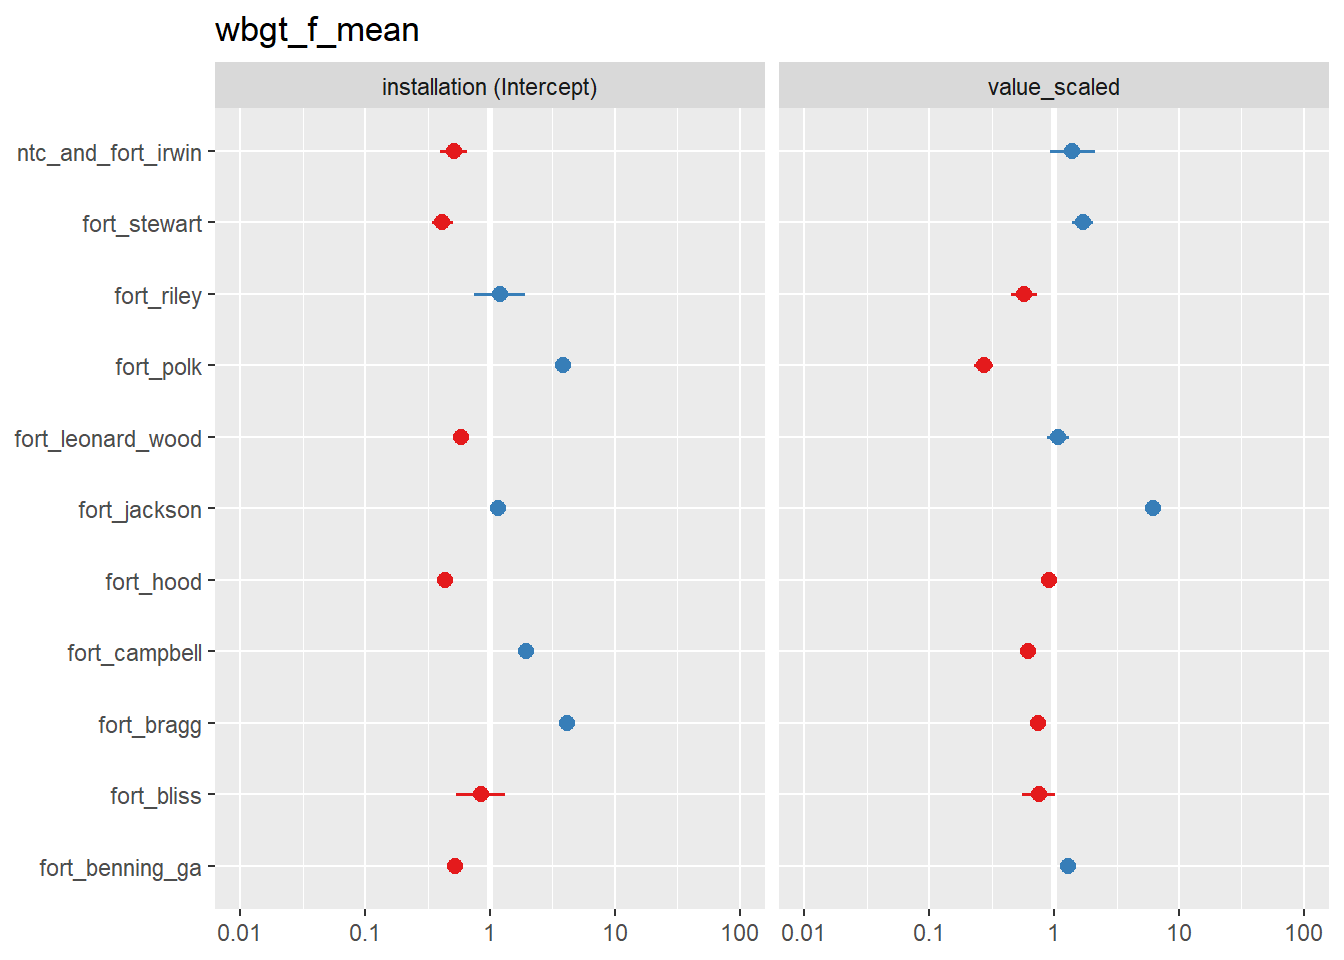 wbgt_f_mean
installation (Intercept)
value_scaled
ntc_and_fort_irwin
fort_stewart
fort_riley
fort_polk
fort_leonard_wood
fort_jackson
fort_hood
fort_campbell
fort_bragg
fort_bliss
fort_benning_ga
0.01 0.1 1 10 100
0.01 0.1 1 10 100